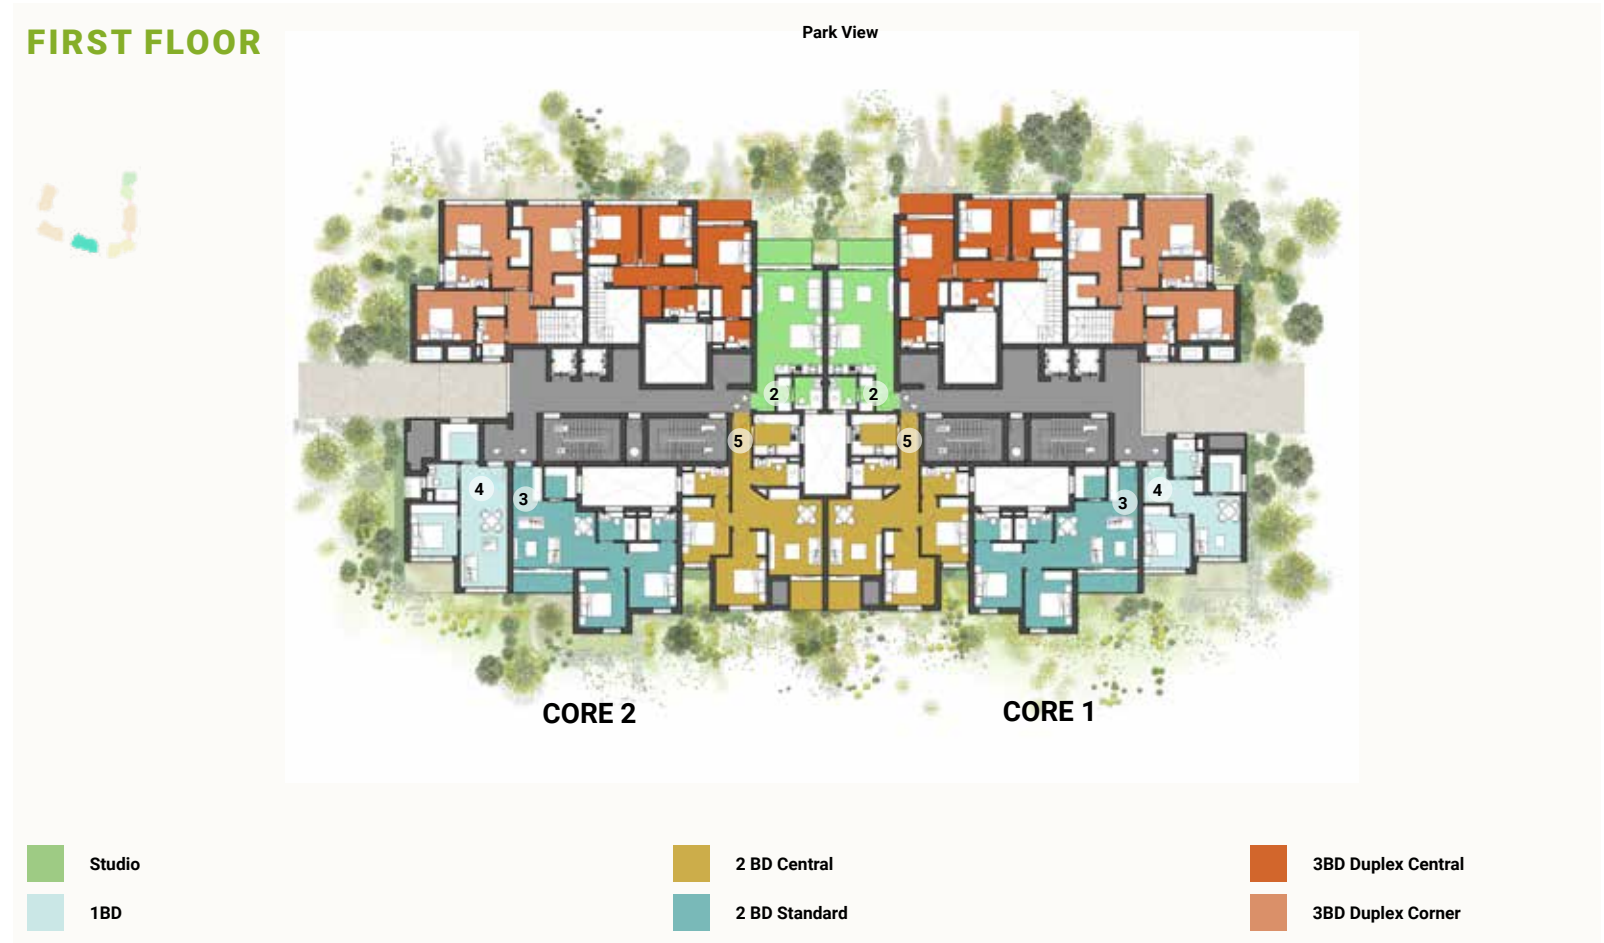 FIRST FLOOR
Park View
2
2
5
5
4
3
3
4
CORE 2
CORE 1
Studio
2 BD Central
3BD Duplex Central
1BD
2 BD Standard
3BD Duplex Corner